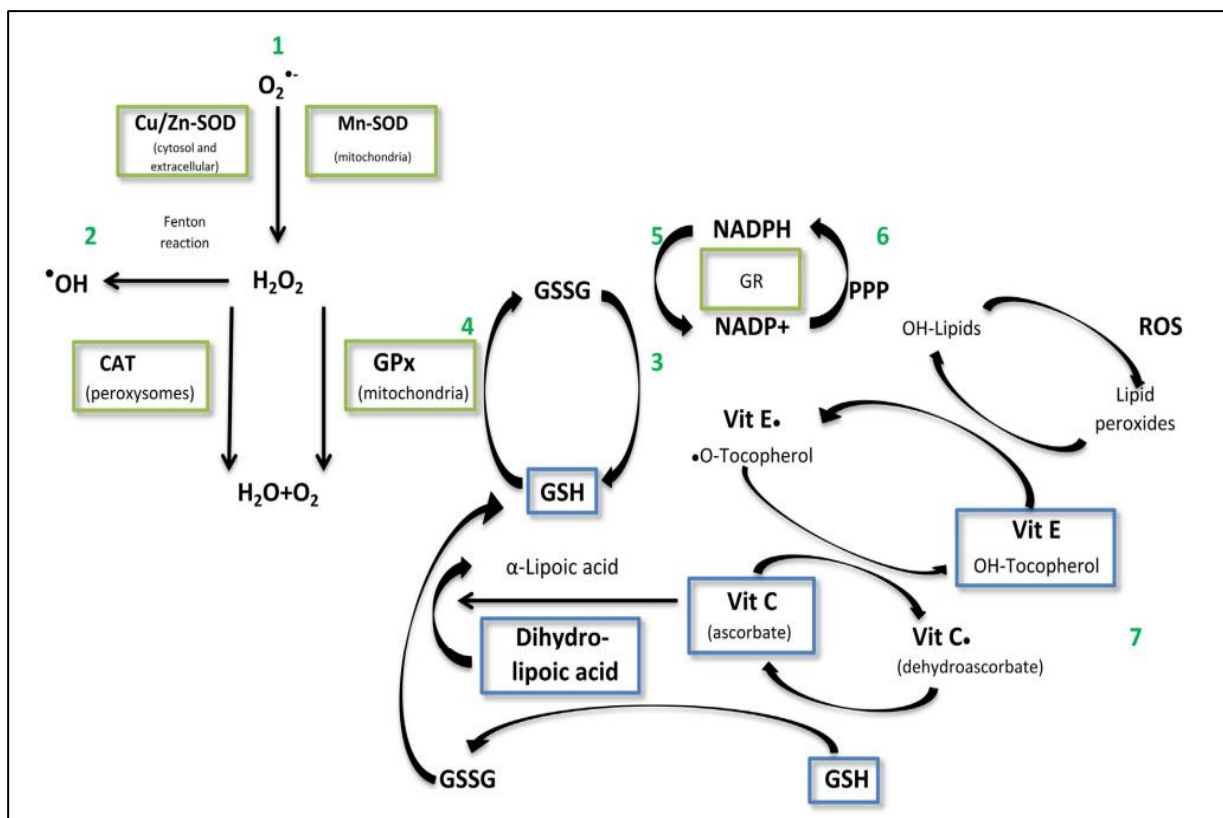 1
O₂•-
Cu/Zn-SOD
(cytosol and
extracellular)
Mn-SOD
(mitochondria)
2
Fenton
reaction
•OH
H₂O₂
CAT
(peroxysomes)
4
GPx
(mitochondria)
H₂O+O₂
GSSG
3
GSH
5
NADPH
6
GR
PPP
NADP+
OH-Lipids
ROS
Lipid
peroxides
Vit E•
•O-Tocopherol
Vit E
OH-Tocopherol
α-Lipoic acid
Dihydro-
lipoic acid
Vit C
(ascorbate)
Vit C•
(dehydroascorbate)
7
GSSG
GSH